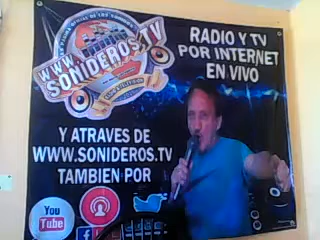 WWW.
SONIDEROS.TV
RADIO Y TV
POR INTERNET
EN VIVO
Y ATRAVES DE
WWW.SONIDEROS.TV
TAMBIEN POR
You
Tube